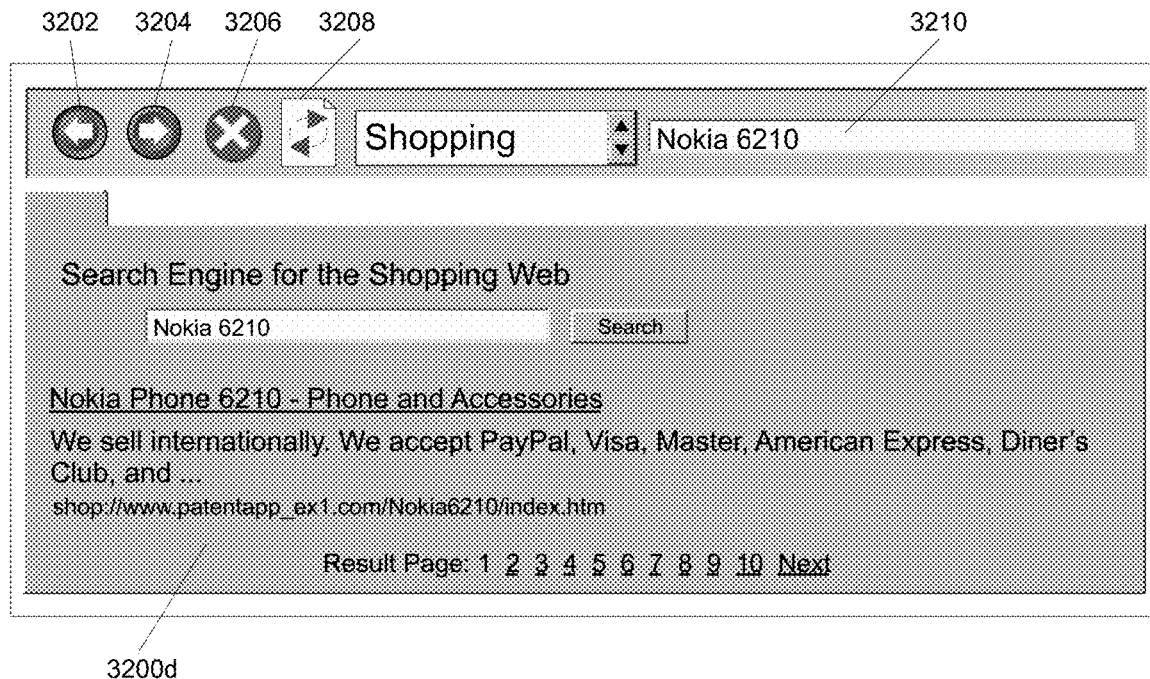 3202 3204 3206 3208 3210
Shopping Nokia 6210
Search Engine for the Shopping Web
Nokia 6210 Search
Nokia Phone 6210 - Phone and Accessories
We sell internationally. We accept PayPal, Visa, Master, American Express, Diner's
Club, and ...
shop://www.patentapp_ex1.com/Nokia6210/index.htm
Result Page: 1 2 3 4 5 6 7 8 9 10 Next
3200d